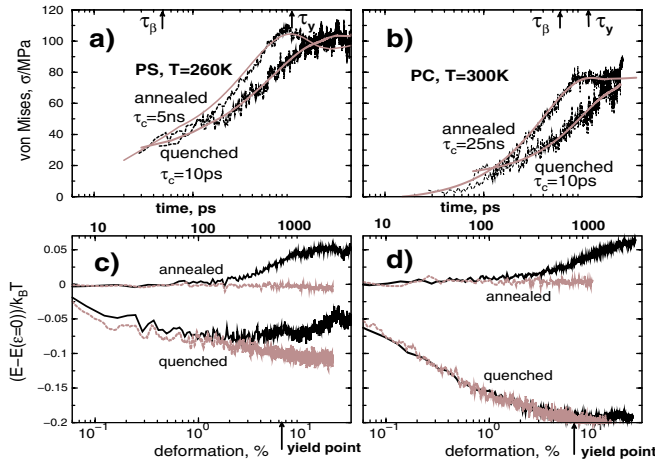 τβ τy
τβ τy
120
100
80
60
40
20
0
von Mises, σ/MPa
a)
PS, T=260K
annealed
τc=5ns
quenched
τc=10ps
b)
PC, T=300K
annealed
τc=25ns
quenched
τc=10ps
time, ps
time, ps
10 100 1000
10 100 1000
0.05
0
−0.05
−0.1
−0.15
−0.2
(E−E(ε=0))/kBT
c)
annealed
quenched
d)
annealed
quenched
10−1 100 101
10−1 100 101
deformation, % yield point
deformation, % yield point